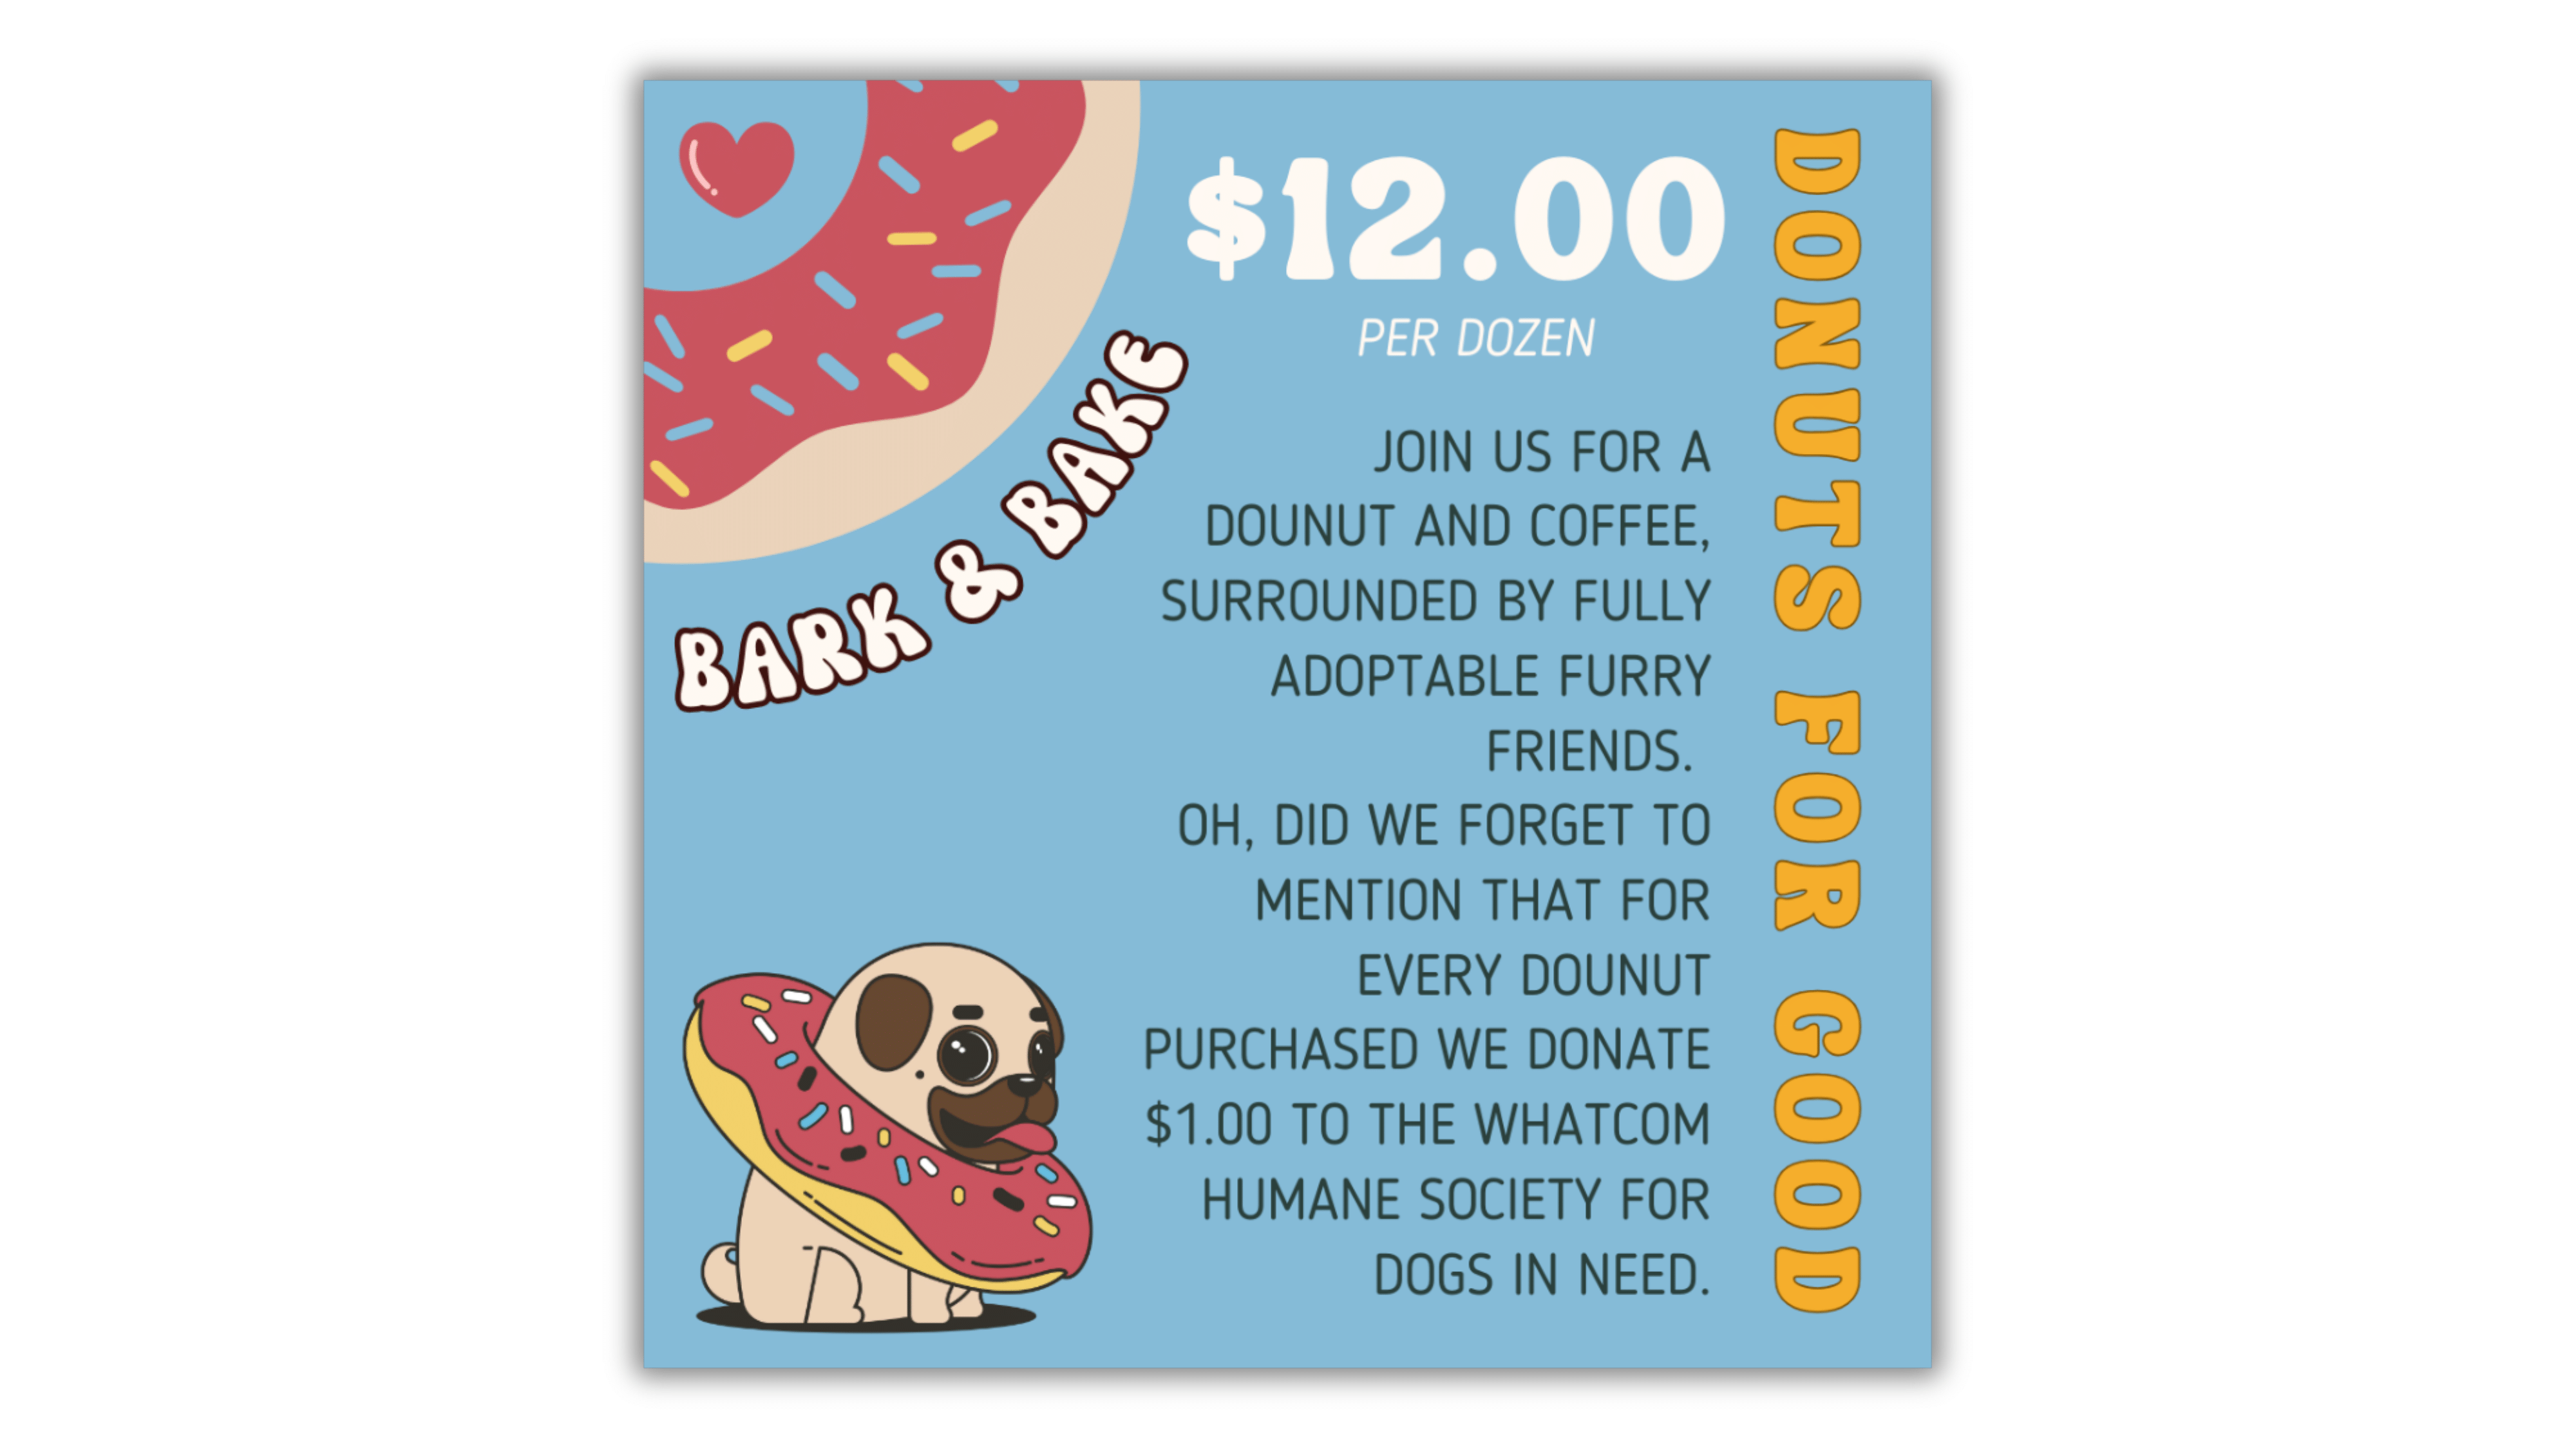 $12.00
PER DOZEN
BARK & BAKE
JOIN US FOR A
DOUNUT AND COFFEE,
SURROUNDED BY FULLY
ADOPTABLE FURRY
FRIENDS.
OH, DID WE FORGET TO
MENTION THAT FOR
EVERY DOUNUT
PURCHASED WE DONATE
$1.00 TO THE WHATCOM
HUMANE SOCIETY FOR
DOGS IN NEED.
DONUTS FOR GOOD